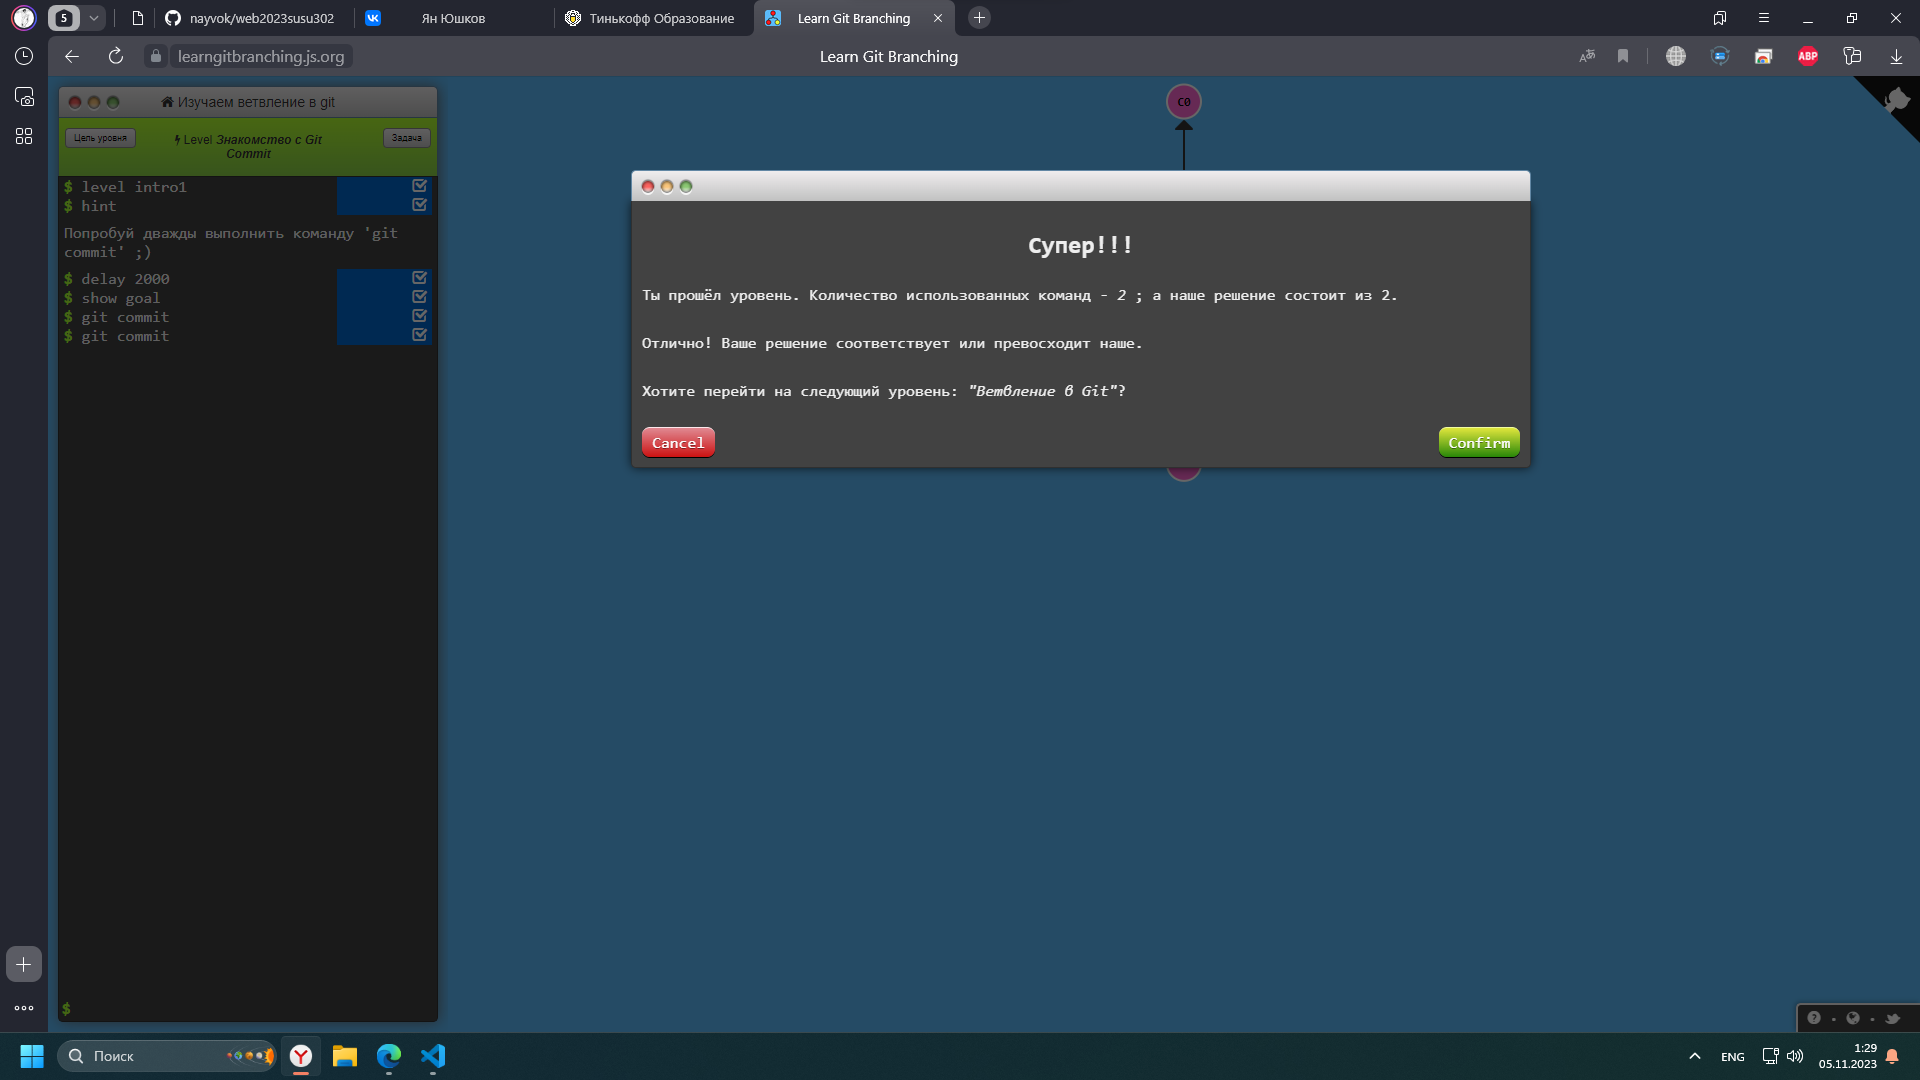 5
nayvok/web2023susu302
Ян Юшков
Тинькофф Образование
Learn Git Branching
learngitbranching.js.org
Learn Git Branching
ABP
Изучаем ветвление в git
Цель уровня
Level Знакомство с Git
Commit
Задача
$ level intro1
$ hint
Попробуй дважды выполнить команду 'git
commit' ;)
$ delay 2000
$ show goal
$ git commit
$ git commit
$
C0
Супер!!!
Ты прошёл уровень. Количество использованных команд - 2 ; а наше решение состоит из 2.
Отлично! Ваше решение соответствует или превосходит наше.
Хотите перейти на следующий уровень: "Ветвление в Git"?
Cancel
Confirm
Поиск
ENG
1:29
05.11.2023